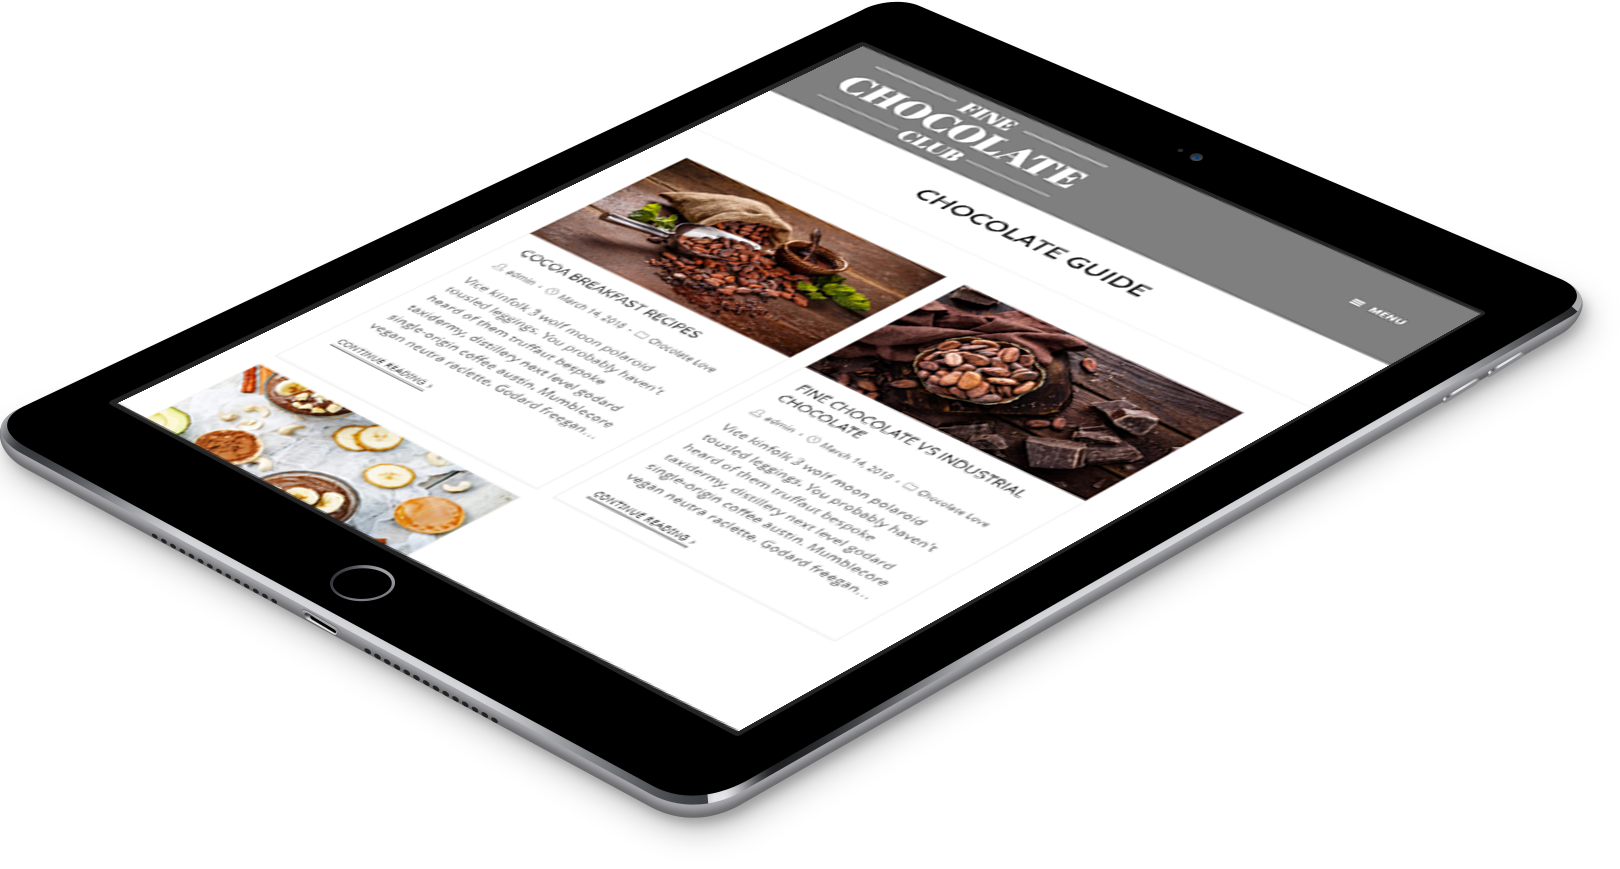 FINE
CHOCOLATE
CLUB
MENU
CHOCOLATE GUIDE
COCOA BREAKFAST RECIPES
admin • March 14, 2018 • Chocolate Love
Vice kinfolk 3 wolf moon polaroid
tousled leggings. You probably haven't
heard of them truffaut bespoke
taxidermy, distillery next level godard
single-origin coffee austin. Mumblecore
vegan neutra raclette. Godard freegan...
CONTINUE READING ›
FINE CHOCOLATE VS INDUSTRIAL
CHOCOLATE
admin • March 14, 2018 • Chocolate Love
Vice kinfolk 3 wolf moon polaroid
tousled leggings. You probably haven't
heard of them truffaut bespoke
taxidermy, distillery next level godard
single-origin coffee austin. Mumblecore
vegan neutra raclette. Godard freegan...
CONTINUE READING ›